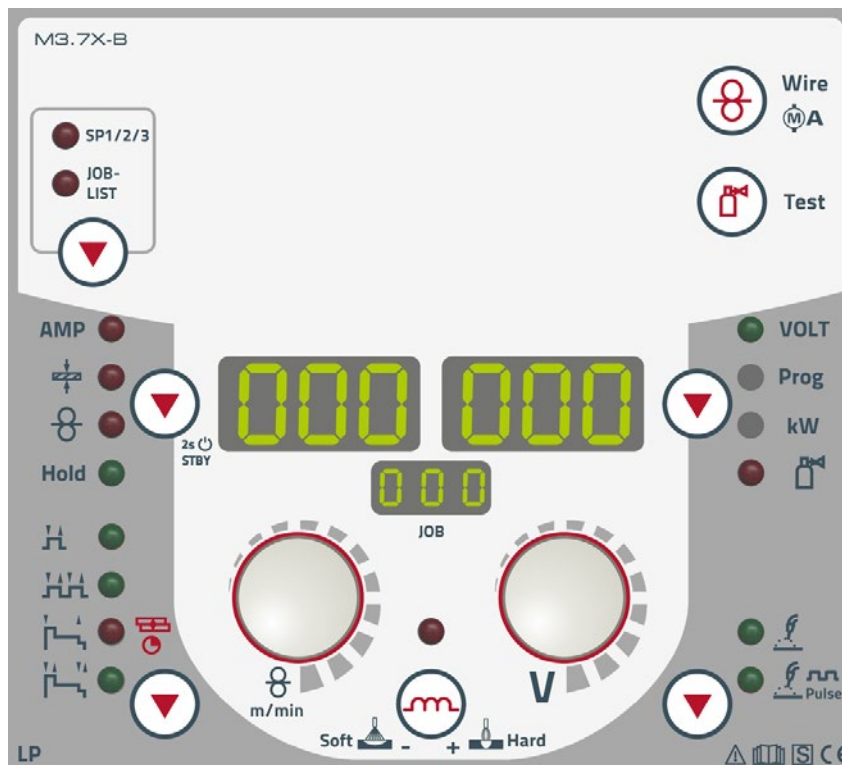 M3.7X-B
Wire
M A
SP1/2/3
JOB-
LIST
Test
AMP
VOLT
Prog
kW
000 000
2s
STBY
Hold
000
JOB
m/min
V
Pulse
Soft - + Hard
LP
S CE